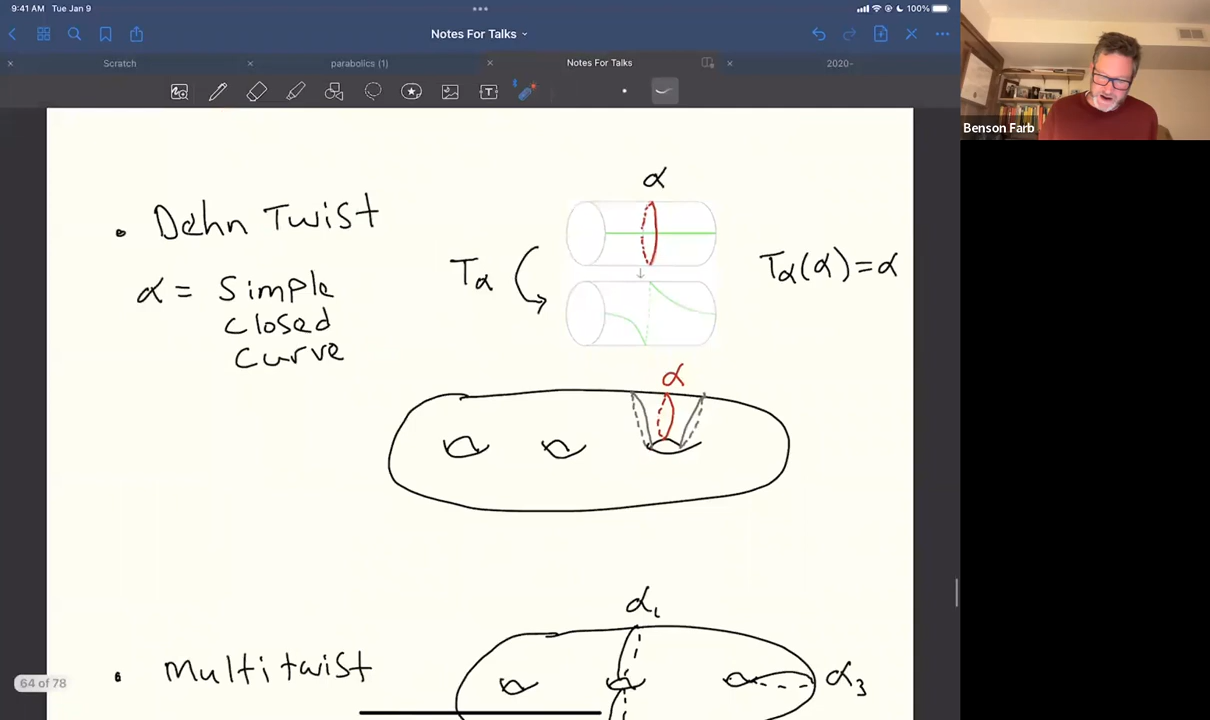 9:41 AM Tue Jan 9
100%
Notes For Talks
Scratch
parabolics (1)
Notes For Talks
2020-
Benson Farb
α
• Dehn Twist
Tα
Tα(α)=α
α = Simple
closed
curve
α
α₁
• Multitwist
α₃
64 of 78